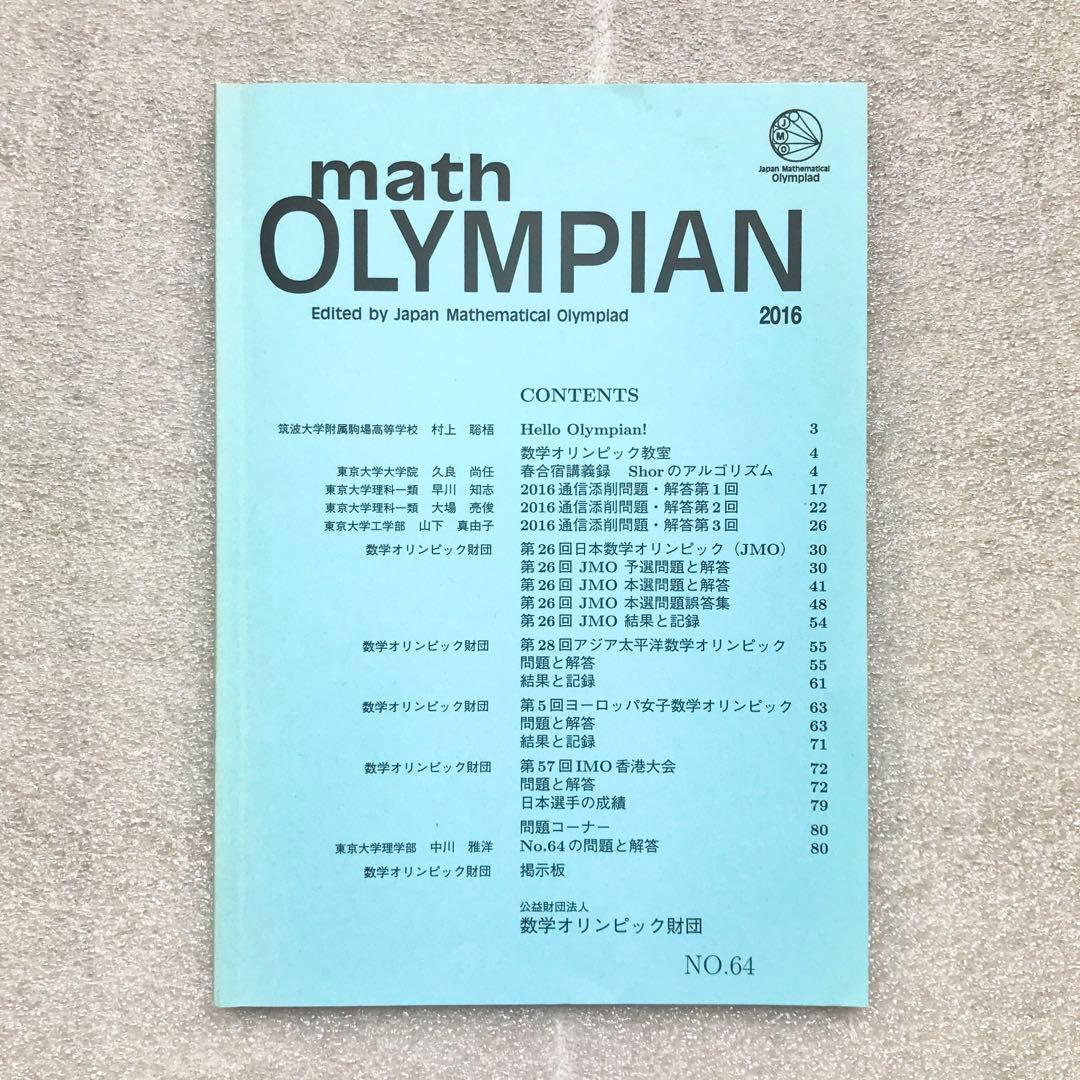 JMO
Japan Mathematical
Olympiad
math
OLYMPIAN
Edited by Japan Mathematical Olympiad 2016
CONTENTS
筑波大学附属駒場高等学校 村上 聡梧 Hello Olympian! 3
数学オリンピック教室 4
東京大学大学院 久良 尚任 春合宿講義録 Shorのアルゴリズム 4
東京大学理科一類 早川 知志 2016通信添削問題・解答第1回 17
東京大学理科一類 大場 亮俊 2016通信添削問題・解答第2回 22
東京大学工学部 山下 真由子 2016通信添削問題・解答第3回 26
数学オリンピック財団 第26回日本数学オリンピック（JMO） 30
第26回 JMO 予選問題と解答 30
第26回 JMO 本選問題と解答 41
第26回 JMO 本選問題誤答集 48
第26回 JMO 結果と記録 54
数学オリンピック財団 第28回アジア太平洋数学オリンピック 55
問題と解答 55
結果と記録 61
数学オリンピック財団 第5回ヨーロッパ女子数学オリンピック 63
問題と解答 63
結果と記録 71
数学オリンピック財団 第57回IMO香港大会 72
問題と解答 72
日本選手の成績 79
問題コーナー 80
東京大学理学部 中川 雅洋 No.64の問題と解答 80
数学オリンピック財団 掲示板
公益財団法人
数学オリンピック財団
NO.64